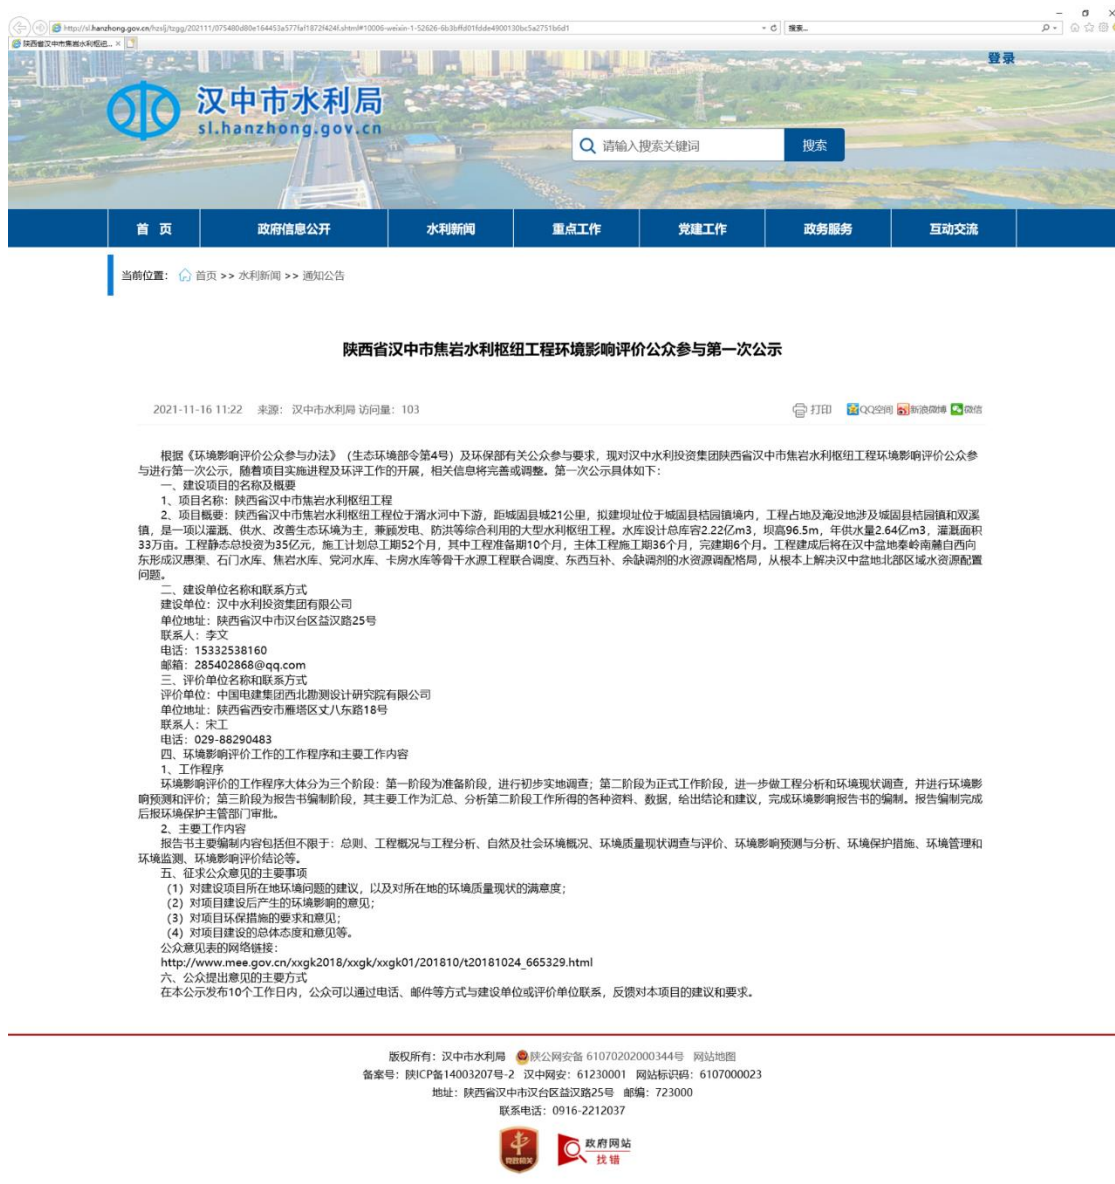 http://sl.hanzhong.gov.cn/hzslj/tzgg/202111/075480d80e164453a577faf1872f424f.shtml#10006-weixin-1-52626-6b3bffd01fdde4900130bc5a2751b6d1
搜索...
陕西省汉中市焦岩水利枢纽...
登录
汉中市水利局
sl.hanzhong.gov.cn
请输入搜索关键词
搜索
首 页 政府信息公开 水利新闻 重点工作 党建工作 政务服务 互动交流
当前位置： 首页 >> 水利新闻 >> 通知公告
陕西省汉中市焦岩水利枢纽工程环境影响评价公众参与第一次公示
2021-11-16 11:22 来源： 汉中市水利局 访问量： 103
打印 QQ空间 新浪微博 微信
根据《环境影响评价公众参与办法》（生态环境部令第4号）及环保部有关公众参与要求，现对汉中水利投资集团陕西省汉中市焦岩水利枢纽工程环境影响评价公众参
与进行第一次公示，随着项目实施进程及环评工作的开展，相关信息将完善或调整。第一次公示具体如下：
一、建设项目的名称及概要
1、项目名称：陕西省汉中市焦岩水利枢纽工程
2、项目概要：陕西省汉中市焦岩水利枢纽工程位于湑水河中下游，距城固县城21公里，拟建坝址位于城固县桔园镇境内，工程占地及淹没地涉及城固县桔园镇和双溪
镇，是一项以灌溉、供水、改善生态环境为主，兼顾发电、防洪等综合利用的大型水利枢纽工程。水库设计总库容2.22亿m3，坝高96.5m，年供水量2.64亿m3，灌溉面积
33万亩。工程静态总投资为35亿元，施工计划总工期52个月，其中工程准备期10个月，主体工程施工期36个月，完建期6个月。工程建成后将在汉中盆地秦岭南麓自西向
东形成汉惠渠、石门水库、焦岩水库、党河水库、卡房水库等骨干水源工程联合调度、东西互补、余缺调剂的水资源调配格局，从根本上解决汉中盆地北部区域水资源配置
问题。
二、建设单位名称和联系方式
建设单位：汉中水利投资集团有限公司
单位地址：陕西省汉中市汉台区益汉路25号
联系人：李文
电话：15332538160
邮箱：285402868@qq.com
三、评价单位名称和联系方式
评价单位：中国电建集团西北勘测设计研究院有限公司
单位地址：陕西省西安市雁塔区丈八东路18号
联系人：宋工
电话：029-88290483
四、环境影响评价工作的工作程序和主要工作内容
1、工作程序
环境影响评价的工作程序大体分为三个阶段：第一阶段为准备阶段，进行初步实地调查；第二阶段为正式工作阶段，进一步做工程分析和环境现状调查，并进行环境影
响预测和评价；第三阶段为报告书编制阶段，其主要工作为汇总、分析第二阶段工作所得的各种资料、数据，给出结论和建议，完成环境影响报告书的编制。报告编制完成
后报环境保护主管部门审批。
2、主要工作内容
报告书主要编制内容包括但不限于：总则、工程概况与工程分析、自然及社会环境概况、环境质量现状调查与评价、环境影响预测与分析、环境保护措施、环境管理和
环境监测、环境影响评价结论等。
五、征求公众意见的主要事项
（1）对建设项目所在地环境问题的建议，以及对所在地的环境质量现状的满意度；
（2）对项目建设后产生的环境影响的意见；
（3）对项目环保措施的要求和意见；
（4）对项目建设的总体态度和意见等。
公众意见表的网络链接：
http://www.mee.gov.cn/xxgk2018/xxgk/xxgk01/201810/t20181024_665329.html
六、公众提出意见的主要方式
在本公示发布10个工作日内，公众可以通过电话、邮件等方式与建设单位或评价单位联系，反馈对本项目的建议和要求。
版权所有：汉中市水利局 陕公网安备 61070202000344号 网站地图
备案号：陕ICP备14003207号-2 汉中网安：61230001 网站标识码：6107000023
地址：陕西省汉中市汉台区益汉路25号 邮编：723000
联系电话：0916-2212037
党政机关
政府网站
找错